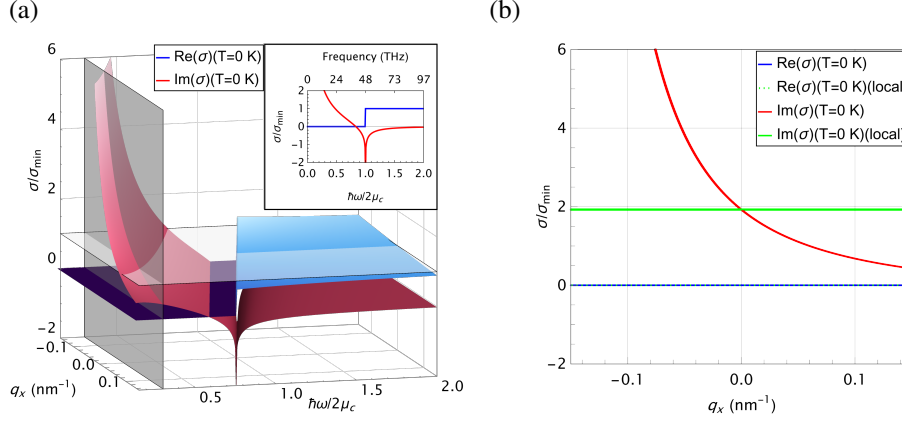 (a)
(b)
6
4
2
0
−2
σ/σmin
−0.1
0.0
0.1
qx (nm−1)
0.5
1.0
1.5
2.0
ℏω/2μc
Re(σ)(T=0 K)
Im(σ)(T=0 K)
Frequency (THz)
0 24 48 73 97
2
1
0
−1
−2
σ/σmin
0.0 0.5 1.0 1.5 2.0
ℏω/2μc
6
4
2
0
−2
σ/σmin
Re(σ)(T=0 K)
Re(σ)(T=0 K)(local
Im(σ)(T=0 K)
Im(σ)(T=0 K)(local
−0.1 0.0 0.1
qx (nm−1)